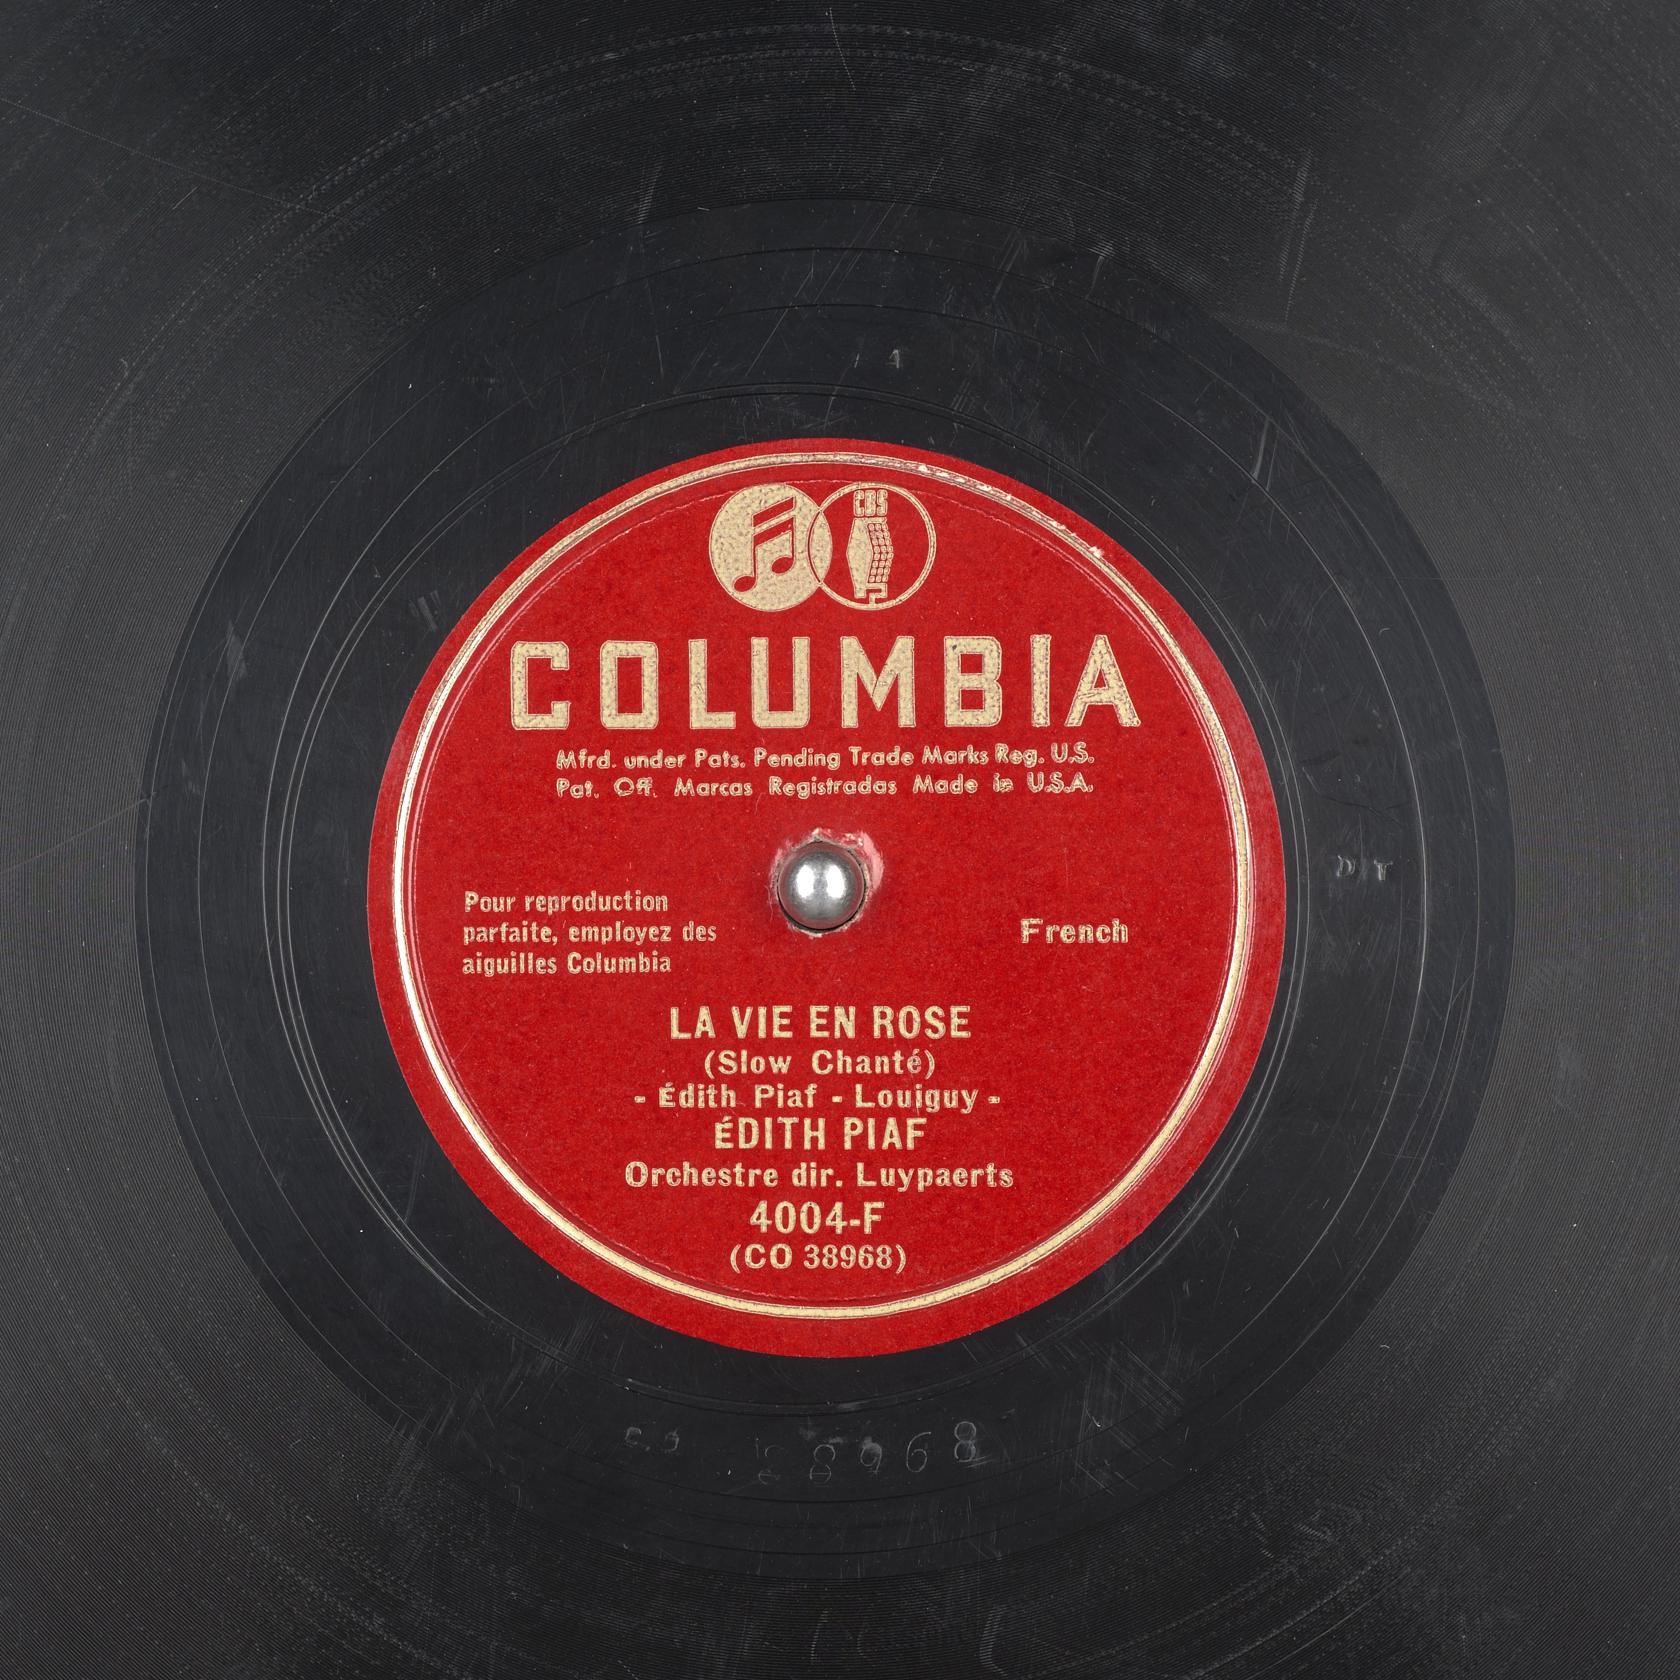 A
CBS
COLUMBIA
Mfrd. under Pats. Pending Trade Marks Reg. U.S.
Pat. Off. Marcas Registradas Made in U.S.A.
Pour reproduction
parfaite, employez des
aiguilles Columbia
French
D T
LA VIE EN ROSE
(Slow Chanté)
- Édith Piaf - Louiguy -
ÉDITH PIAF
Orchestre dir. Luypaerts
4004-F
(CO 38968)
CO 38968